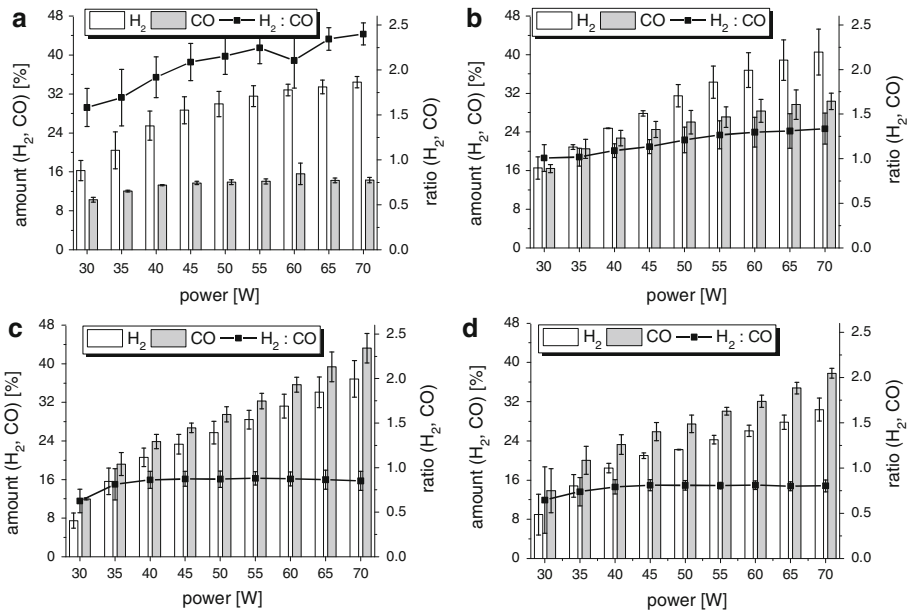 a
H₂ CO H₂ : CO
amount (H₂, CO) [%]
48
40
32
24
16
8
0
2.5
2.0
1.5
1.0
0.5
0.0
ratio (H₂, CO)
30 35 40 45 50 55 60 65 70
power [W]
b
H₂ CO H₂ : CO
amount (H₂, CO) [%]
48
40
32
24
16
8
0
2.5
2.0
1.5
1.0
0.5
0.0
ratio (H₂, CO)
30 35 40 45 50 55 60 65 70
power [W]
c
H₂ CO H₂ : CO
amount (H₂, CO) [%]
48
40
32
24
16
8
0
2.5
2.0
1.5
1.0
0.5
0.0
ratio (H₂, CO)
30 35 40 45 50 55 60 65 70
power [W]
d
H₂ CO H₂ : CO
amount (H₂, CO) [%]
48
40
32
24
16
8
0
2.5
2.0
1.5
1.0
0.5
0.0
ratio (H₂, CO)
30 35 40 45 50 55 60 65 70
power [W]